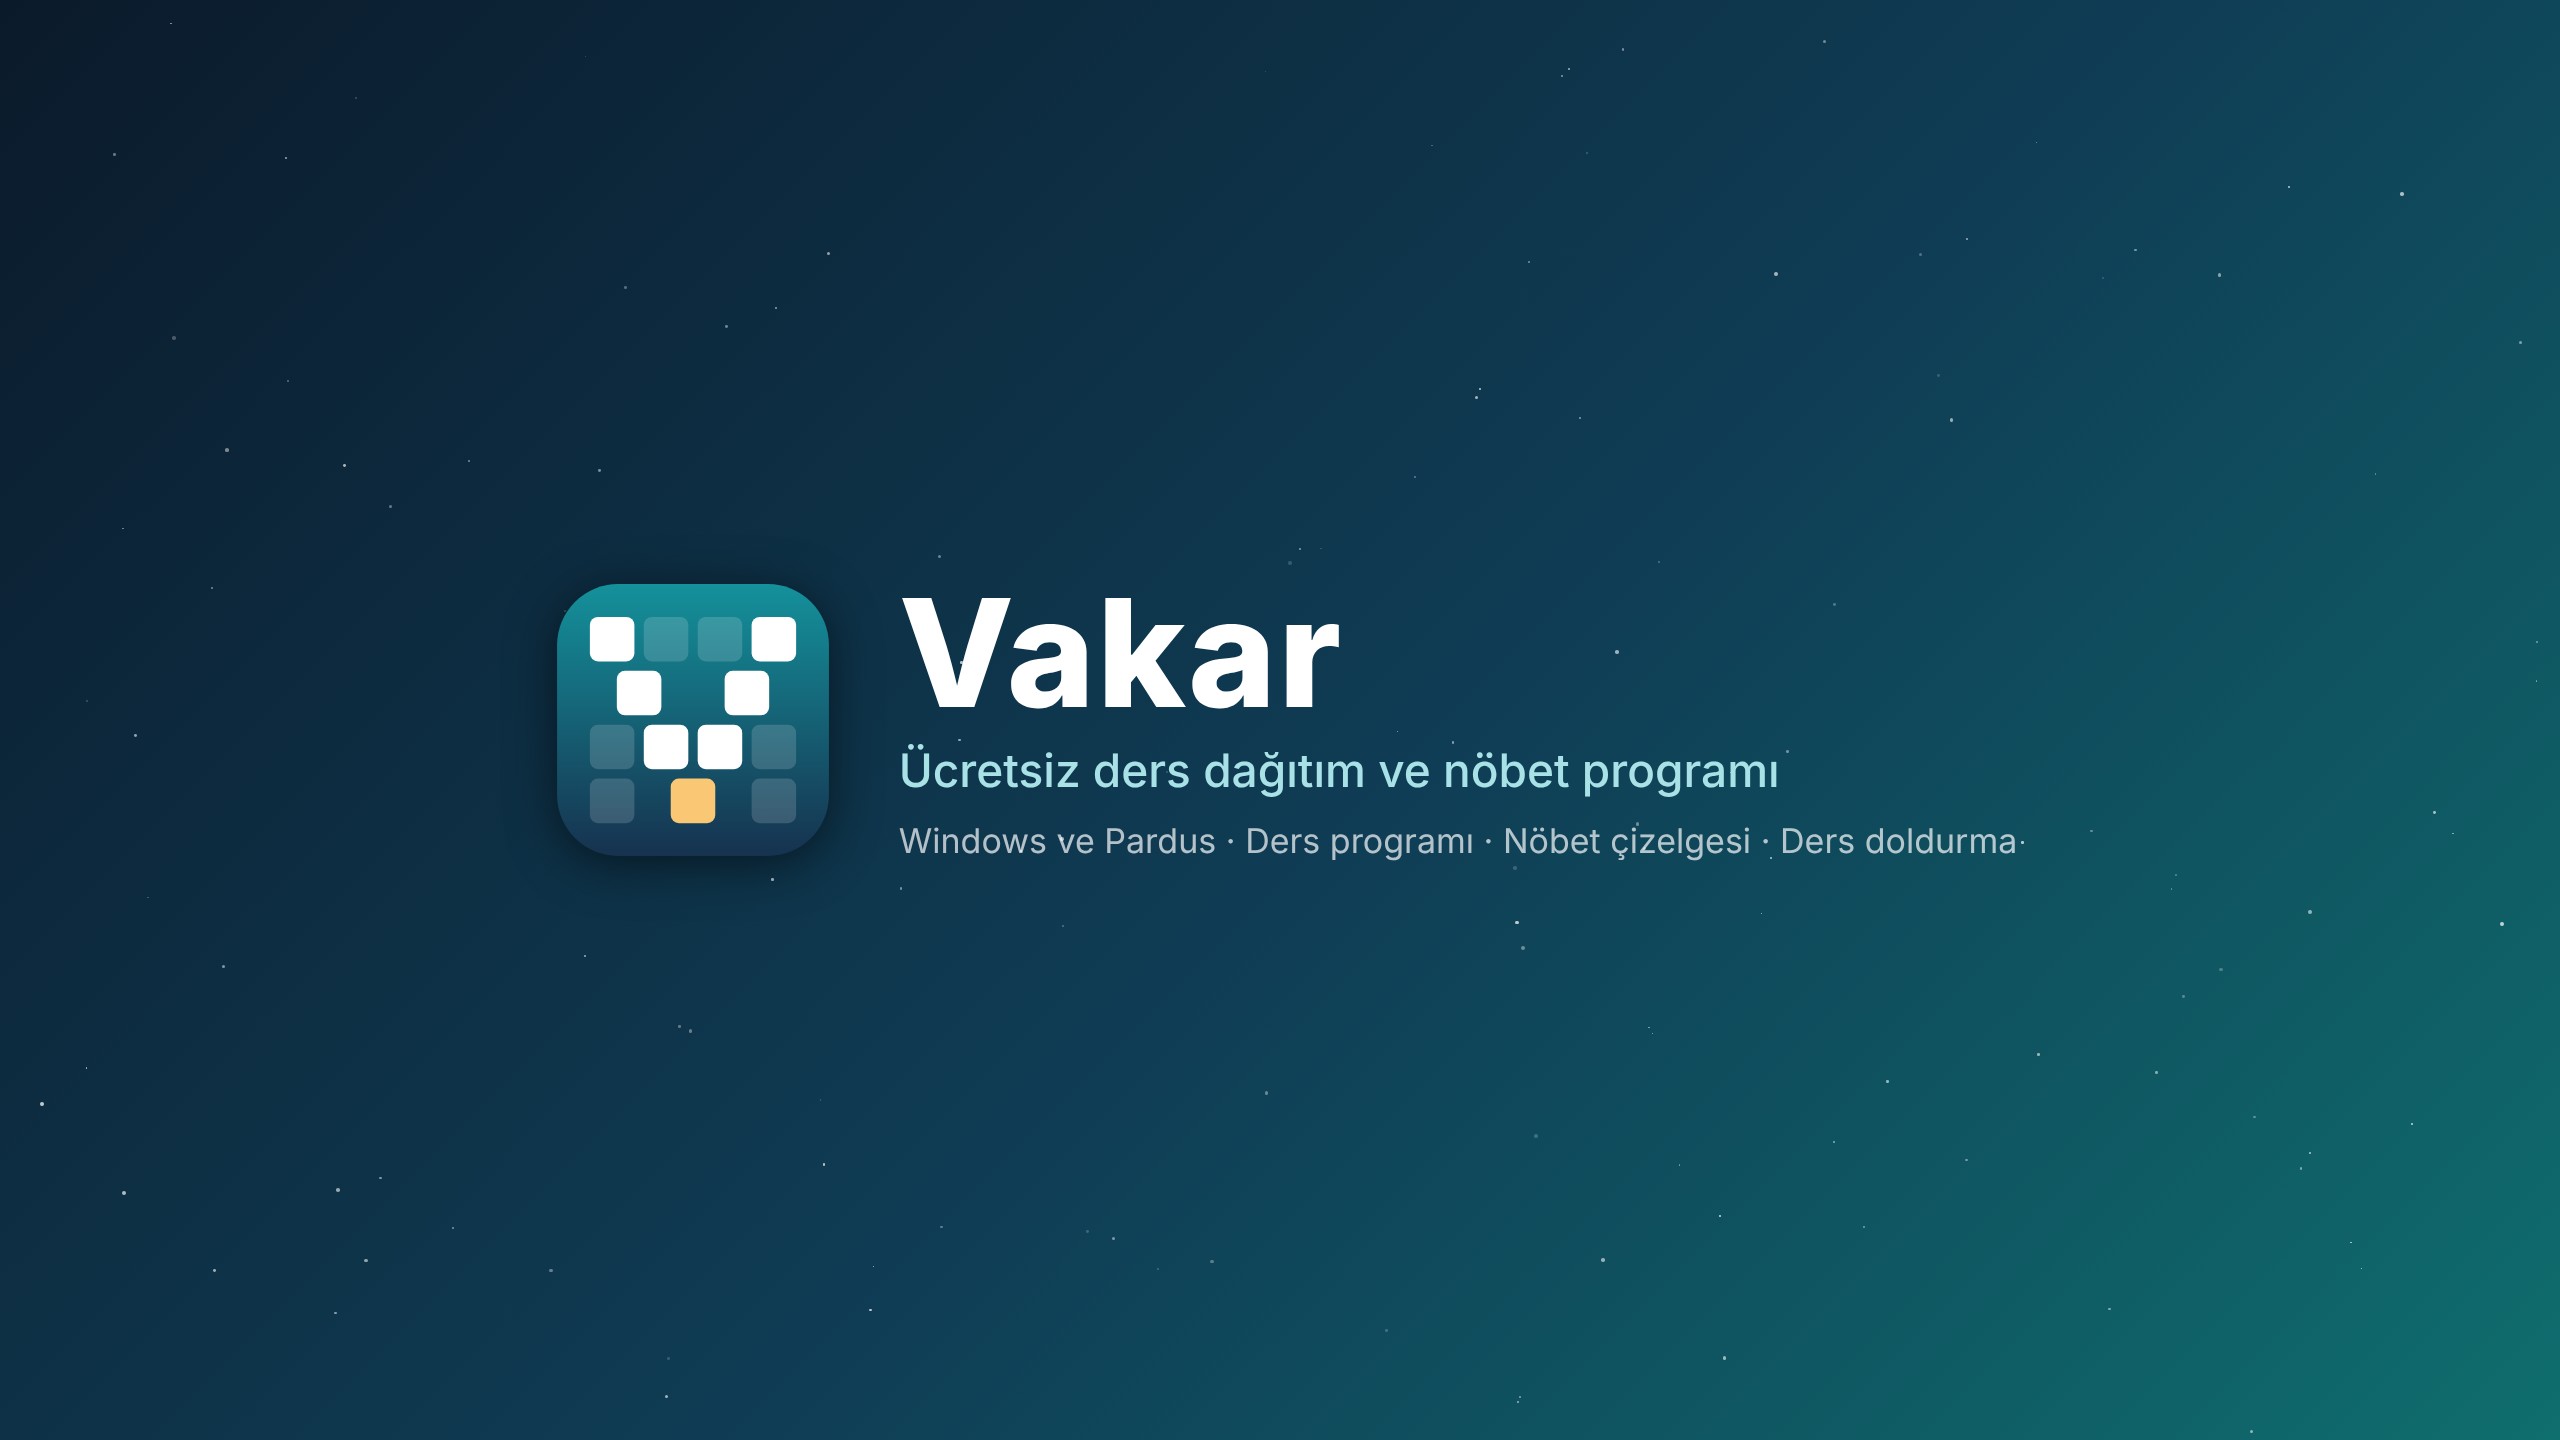 Vakar
Ücretsiz ders dağıtım ve nöbet programı
Windows ve Pardus · Ders programı · Nöbet çizelgesi · Ders doldurma